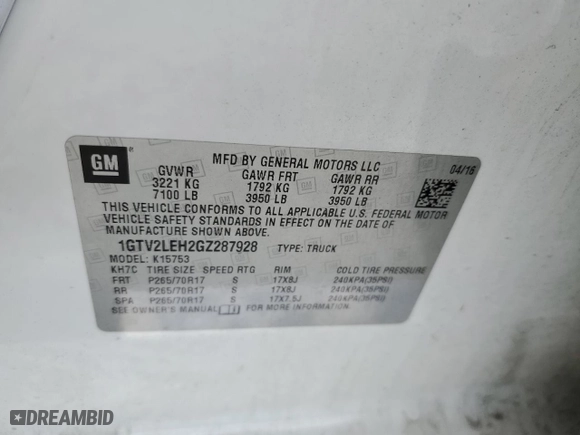 GM
MFD BY GENERAL MOTORS LLC
04/16
GVWR GAWR FRT GAWR RR
3221 KG 1792 KG 1792 KG
7100 LB 3950 LB 3950 LB
THIS VEHICLE CONFORMS TO ALL APPLICABLE U.S. FEDERAL MOTOR
VEHICLE SAFETY STANDARDS IN EFFECT ON THE DATE OF
MANUFACTURE SHOWN ABOVE.
1GTV2LEH2GZ287928 TYPE: TRUCK
MODEL: K15753
KH7C TIRE SIZE SPEED RTG RIM COLD TIRE PRESSURE
FRT P265/70R17 S 17X8J 240KPA(35PSI)
RR P265/70R17 S 17X8J 240KPA(35PSI)
SPA P265/70R17 S 17X7.5J 240KPA(35PSI)
SEE OWNER'S MANUAL FOR MORE INFORMATION
DREAMBID